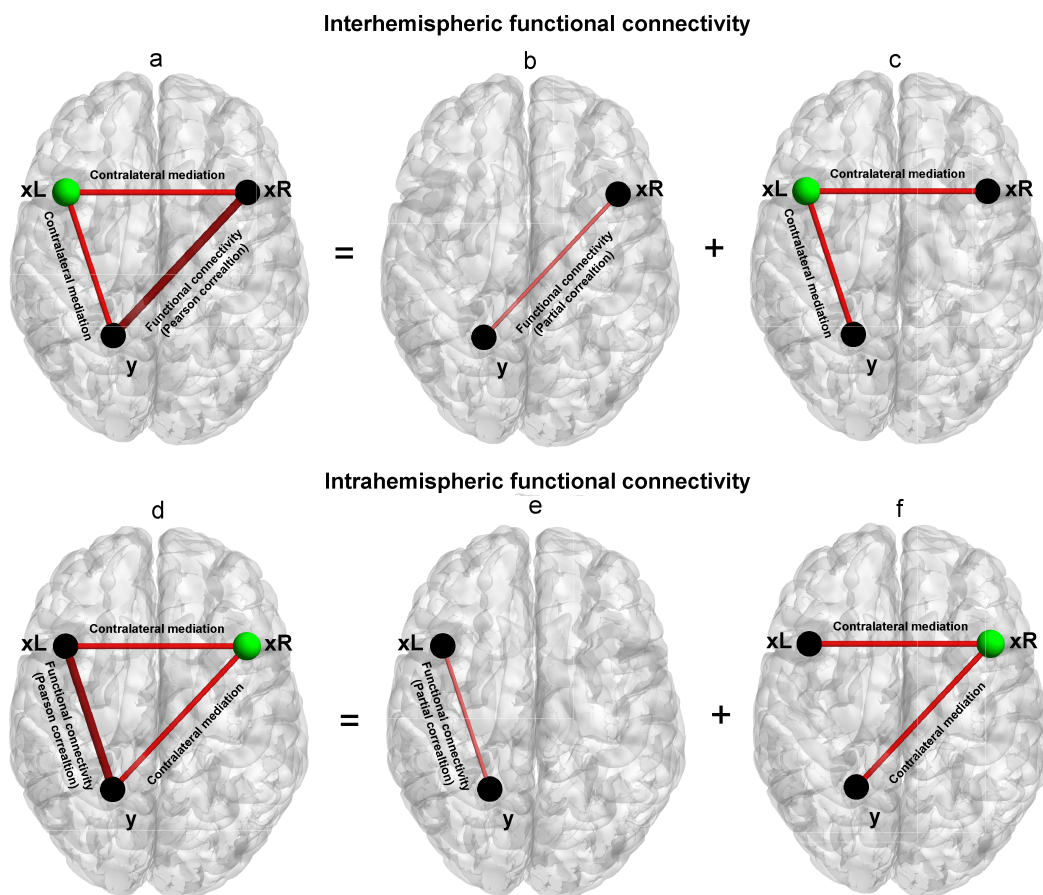 Interhemispheric functional connectivity
a
b
c
xL
Contralateral mediation
xR
Contralateral mediation
Functional connectivity
(Pearson correaltion)
y
=
xR
Functional connectivity
(Partial correaltion)
y
+
xL
Contralateral mediation
xR
Contralateral mediation
y
Intrahemispheric functional connectivity
d
e
f
xL
Contralateral mediation
xR
Functional connectivity
(Pearson correaltion)
Contralateral mediation
y
=
xL
Functional connectivity
(Partial correaltion)
y
+
xL
Contralateral mediation
xR
Contralateral mediation
y